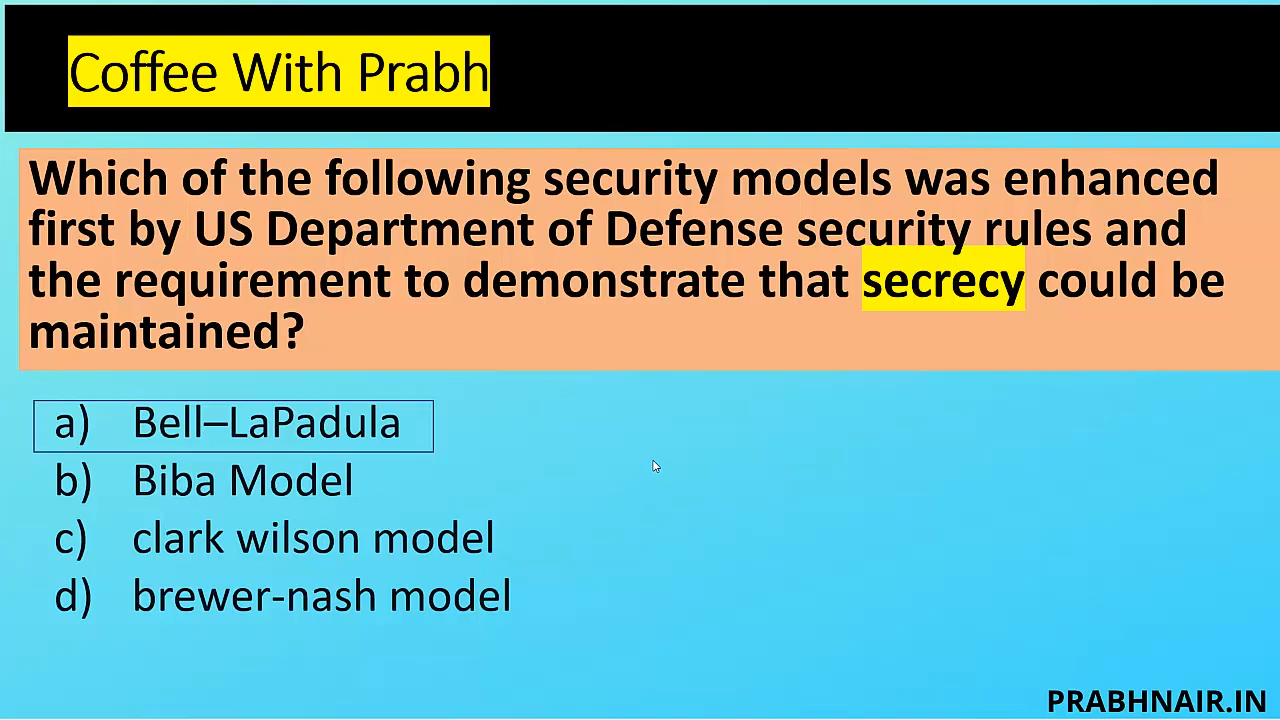 Coffee With Prabh
Which of the following security models was enhanced
first by US Department of Defense security rules and
the requirement to demonstrate that secrecy could be
maintained?
a) Bell–LaPadula
b) Biba Model
c) clark wilson model
d) brewer-nash model
PRABHNAIR.IN